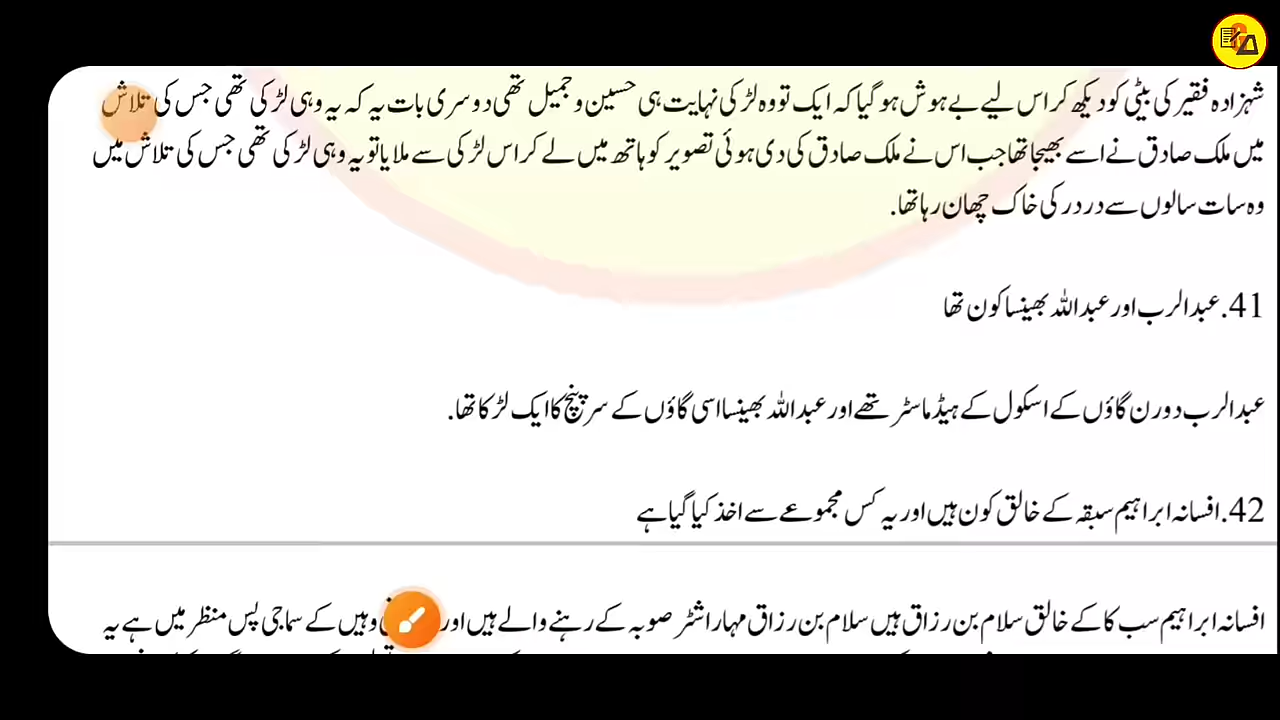 شہزادہ فقیر کی بیٹی کو دیکھ کر اس لیے بے ہوش ہو گیا کہ ایک تو وہ لڑکی نہایت ہی حسین و جمیل تھی دوسری بات یہ کہ یہ وہی لڑکی تھی جس کی تلاش
میں ملک صادق نے اسے بھیجا تھا جب اس نے ملک صادق کی دی ہوئی تصویر کو ہاتھ میں لے کر اس لڑکی سے ملایا تو یہ وہی لڑکی تھی جس کی تلاش میں
وہ سات سالوں سے در در کی خاک چھان رہا تھا.
41. عبدالرب اور عبداللہ بھینسا کون تھا
عبدالرب دورن گاؤں کے اسکول کے ہیڈ ماسٹر تھے اور عبداللہ بھینسا اسی گاؤں کے سر پنچ کا ایک لڑکا تھا.
42. افسانہ ابراہیم سبقہ کے خالق کون ہیں اور یہ کس مجموعے سے اخذ کیا گیا ہے
افسانہ ابراہیم سب کا کے خالق سلام بن رزاق ہیں سلام بن رزاق مہاراشٹر صوبہ کے رہنے والے ہیں اور وہیں کے سماجی پس منظر میں ہے یہ